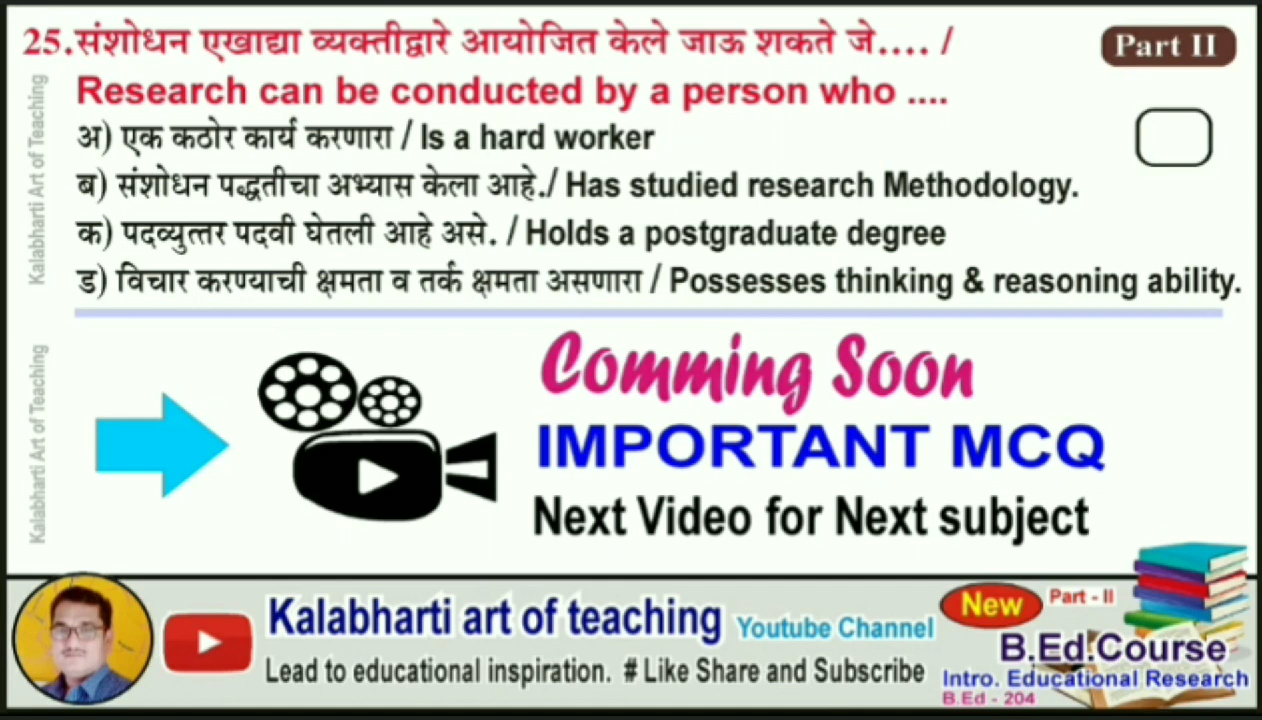 25.संशोधन एखाद्या व्यक्तीद्वारे आयोजित केले जाऊ शकते जे.... /
Part II
Research can be conducted by a person who ....
अ) एक कठोर कार्य करणारा / Is a hard worker
ब) संशोधन पद्धतीचा अभ्यास केला आहे./ Has studied research Methodology.
क) पदव्युत्तर पदवी घेतली आहे असे. / Holds a postgraduate degree
ड) विचार करण्याची क्षमता व तर्क क्षमता असणारा / Possesses thinking & reasoning ability.
Kalabharti Art of Teaching
Kalabharti Art of Teaching
Comming Soon
IMPORTANT MCQ
Next Video for Next subject
Kalabharti art of teaching Youtube Channel
Lead to educational inspiration. # Like Share and Subscribe
New Part - II
B.Ed.Course
Intro. Educational Research
B.Ed - 204